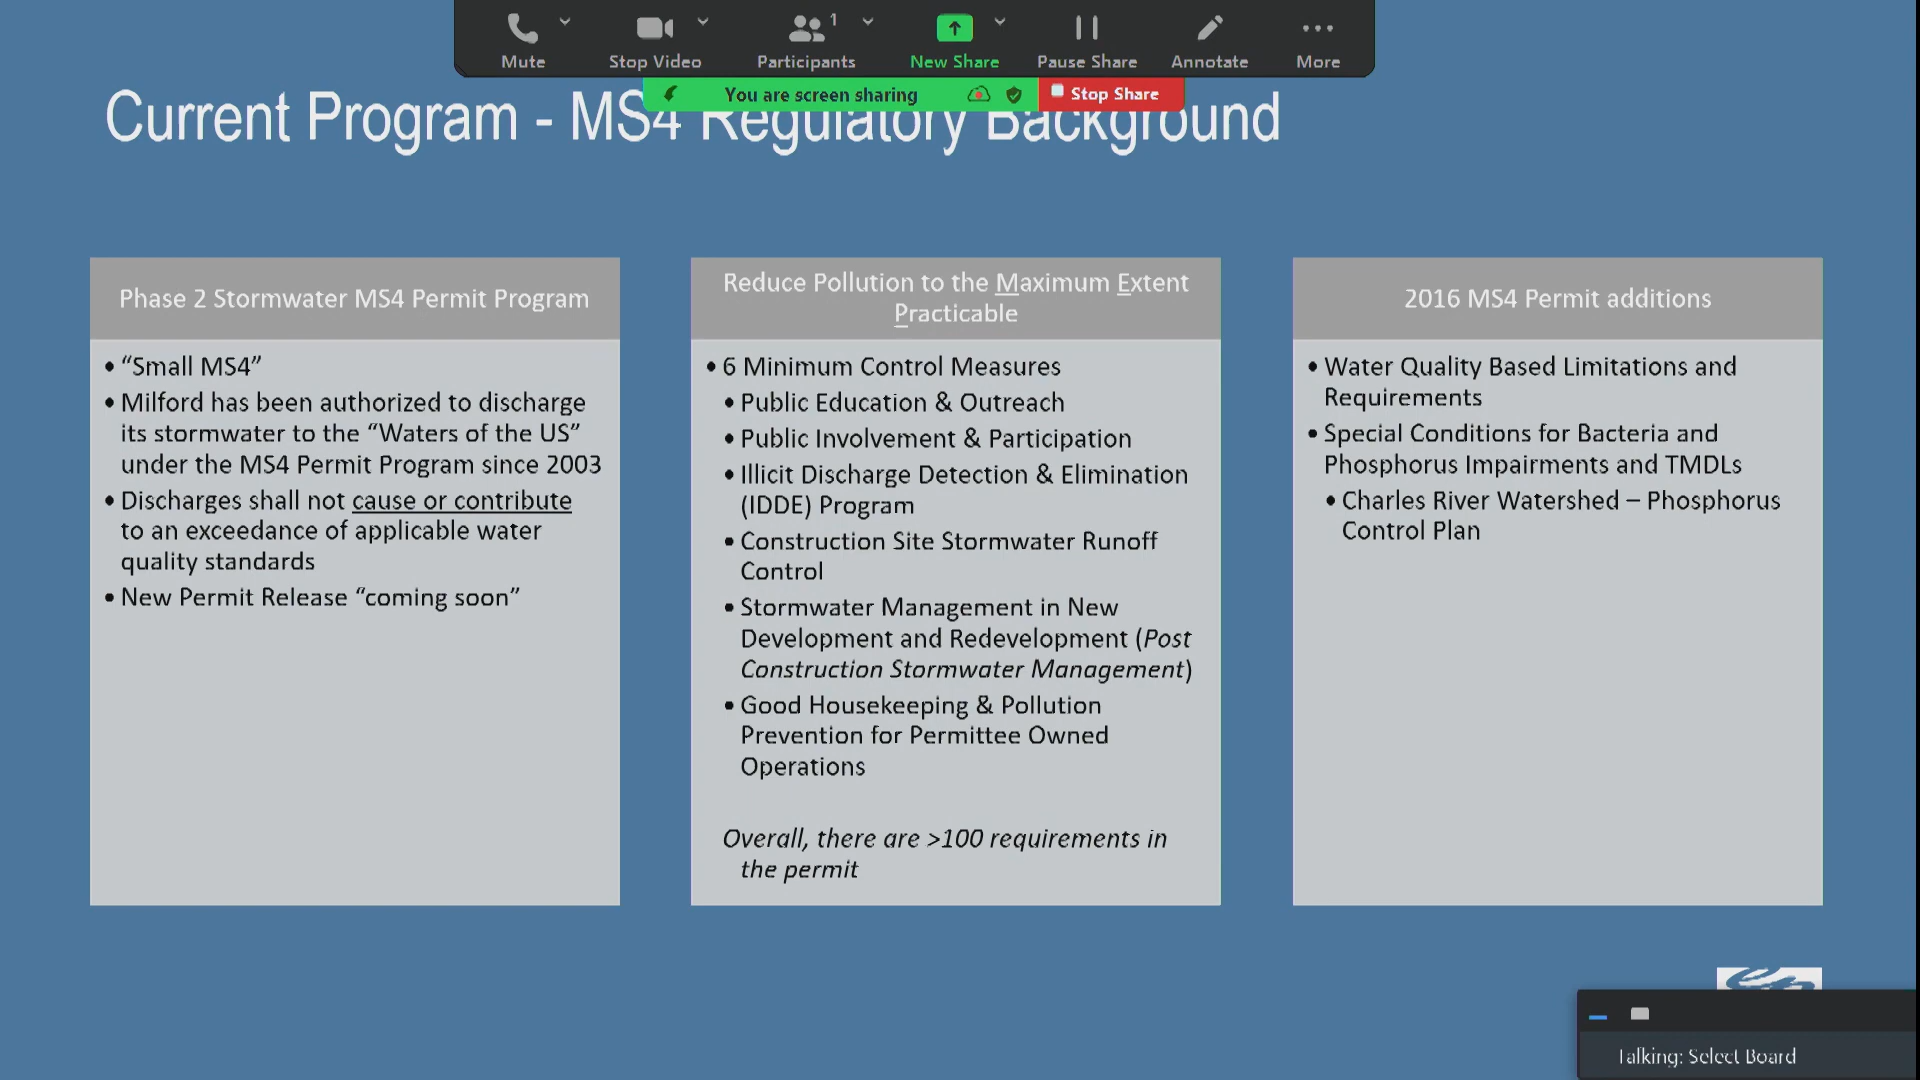 1
Mute
Stop Video
Participants
New Share
Pause Share
Annotate
More
You are screen sharing
Stop Share
Current Program - MS4 Regulatory Background
Phase 2 Stormwater MS4 Permit Program
• “Small MS4”
• Milford has been authorized to discharge
its stormwater to the “Waters of the US”
under the MS4 Permit Program since 2003
• Discharges shall not cause or contribute
to an exceedance of applicable water
quality standards
• New Permit Release “coming soon”
Reduce Pollution to the Maximum Extent
Practicable
• 6 Minimum Control Measures
• Public Education & Outreach
• Public Involvement & Participation
• Illicit Discharge Detection & Elimination
(IDDE) Program
• Construction Site Stormwater Runoff
Control
• Stormwater Management in New
Development and Redevelopment (Post
Construction Stormwater Management)
• Good Housekeeping & Pollution
Prevention for Permittee Owned
Operations
Overall, there are >100 requirements in
the permit
2016 MS4 Permit additions
• Water Quality Based Limitations and
Requirements
• Special Conditions for Bacteria and
Phosphorus Impairments and TMDLs
• Charles River Watershed – Phosphorus
Control Plan
Talking: Select Board